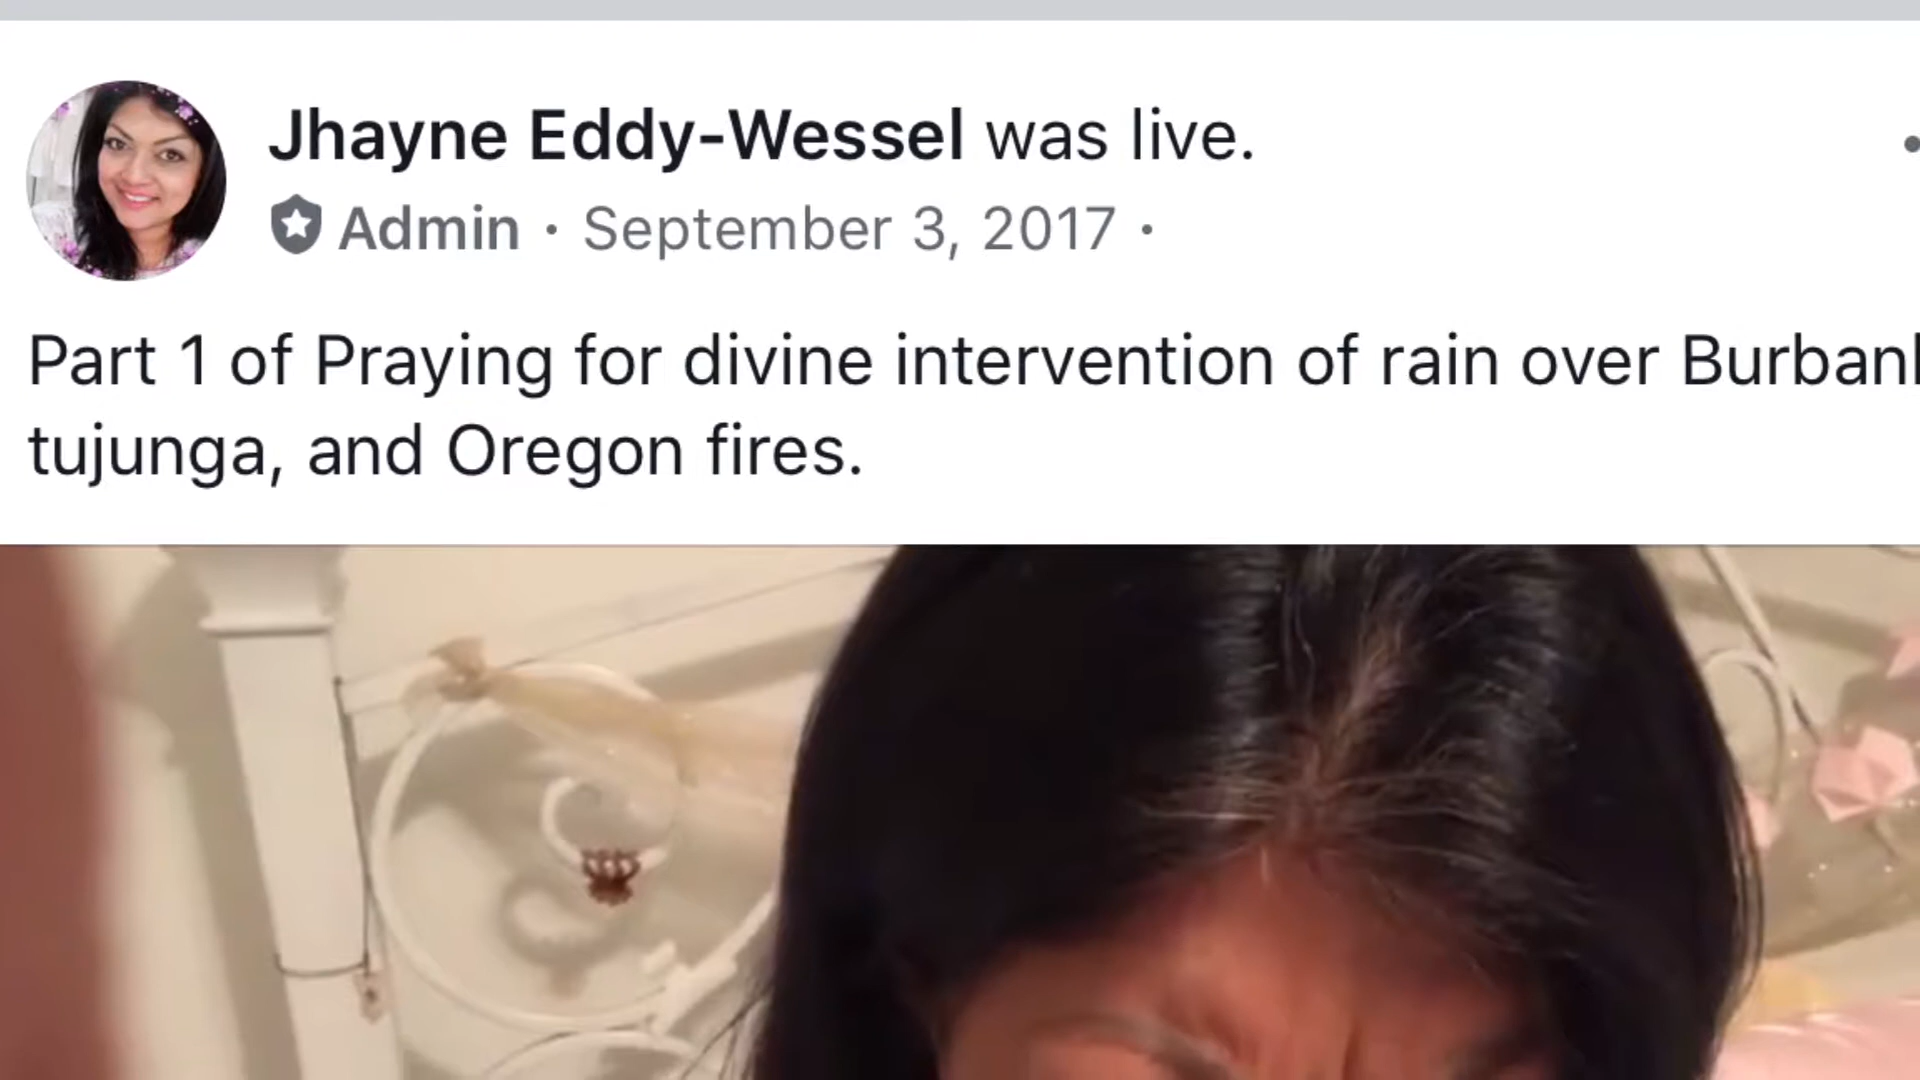 Jhayne Eddy-Wessel was live.
Admin · September 3, 2017 ·
Part 1 of Praying for divine intervention of rain over Burban
tujunga, and Oregon fires.